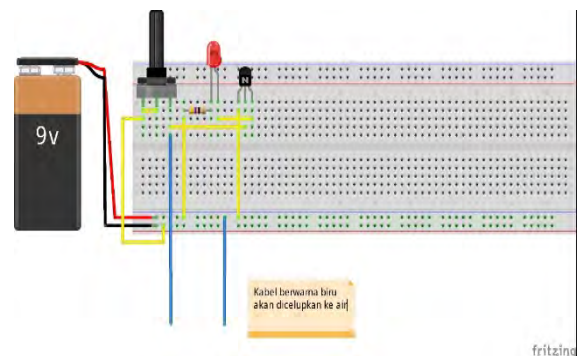 9v
N
Kabel berwarna biru
akan dicelupkan ke air
fritzing